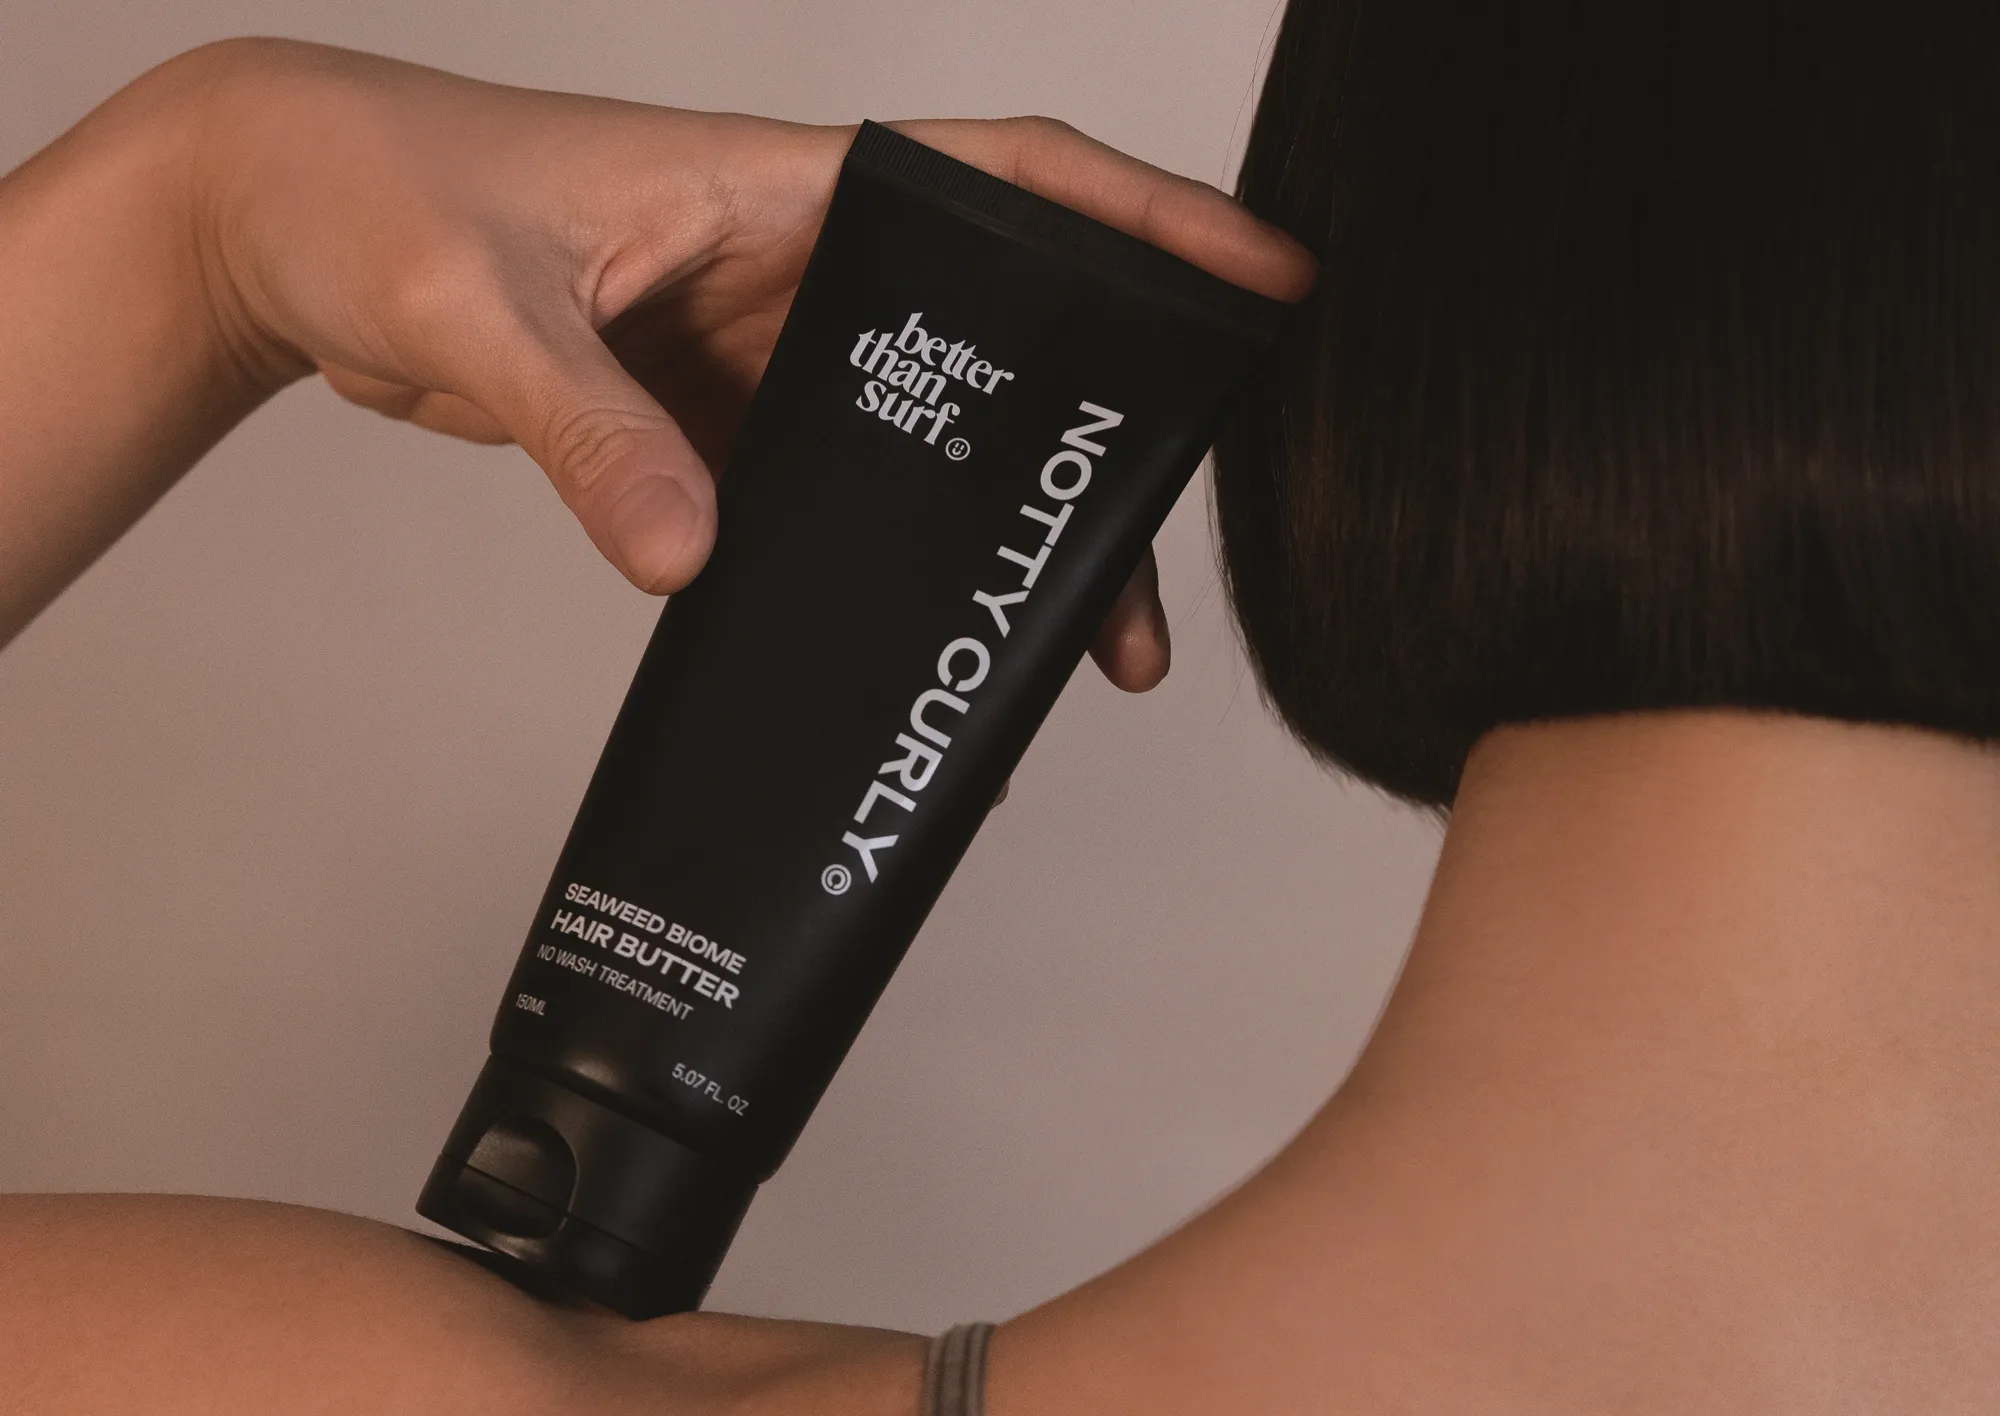 better
than
surf
NOTTY CURLY
SEAWEED BIOME
HAIR BUTTER
NO WASH TREATMENT
150ML
5.07 FL. OZ